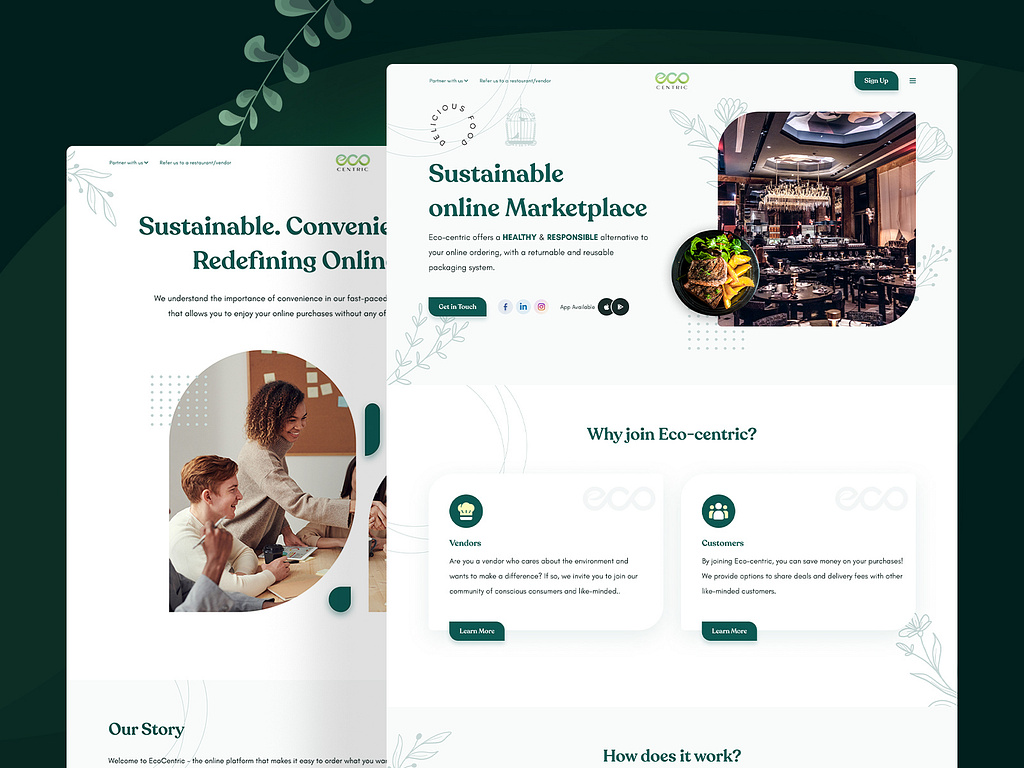 Partner with us
Refer us to a restaurant/vendor
eco
CENTRIC
Sustainable. Convenie
Redefining Onlin
We understand the importance of convenience in our fast-paced
that allows you to enjoy your online purchases without any of
Our Story
Welcome to EcoCentric - the online platform that makes it easy to order what you wan
Partner with us
Refer us to a restaurant/vendor
eco
CENTRIC
Sign Up
DELICIOUS FOOD
Sustainable
online Marketplace
Eco-centric offers a HEALTHY & RESPONSIBLE alternative to
your online ordering, with a returnable and reusable
packaging system.
Get in Touch
App Available
Why join Eco-centric?
eco
Vendors
Are you a vendor who cares about the environment and
wants to make a difference? If so, we invite you to join our
community of conscious consumers and like-minded..
Learn More
eco
Customers
By joining Eco-centric, you can save money on your purchases!
We provide options to share deals and delivery fees with other
like-minded customers.
Learn More
How does it work?